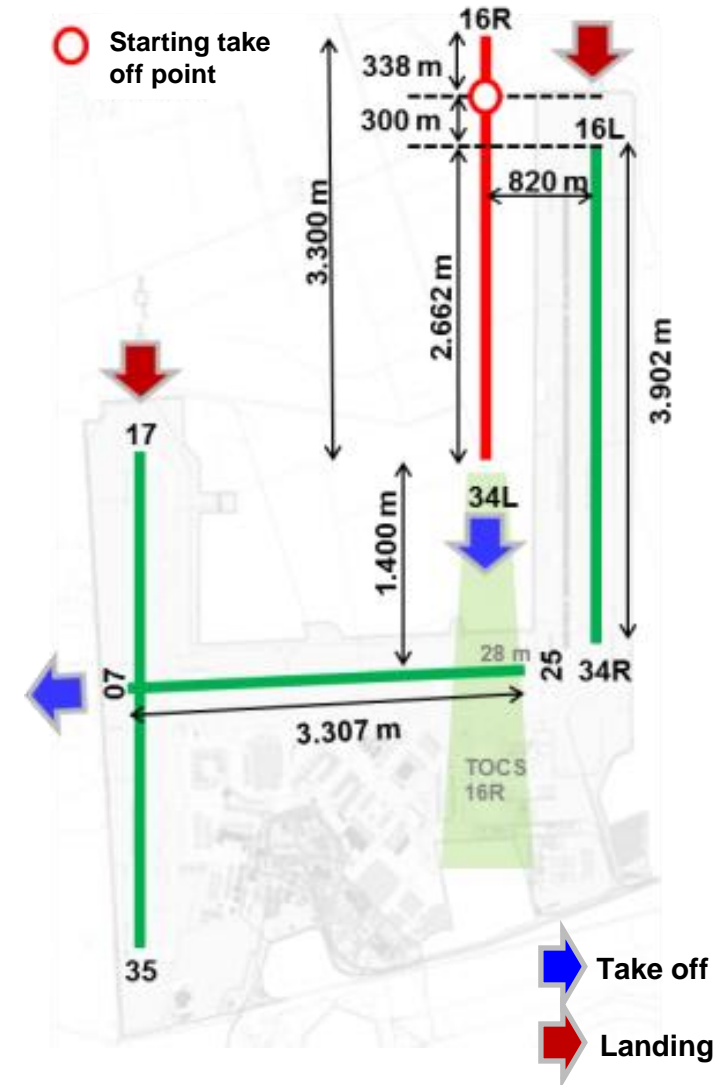 Starting take
off point
16R
338 m
300 m
16L
820 m
3.300 m
2.662 m
3.902 m
17
34L
1.400 m
28 m
25
07
34R
3.307 m
TOCS
16R
35
Take off
Landing